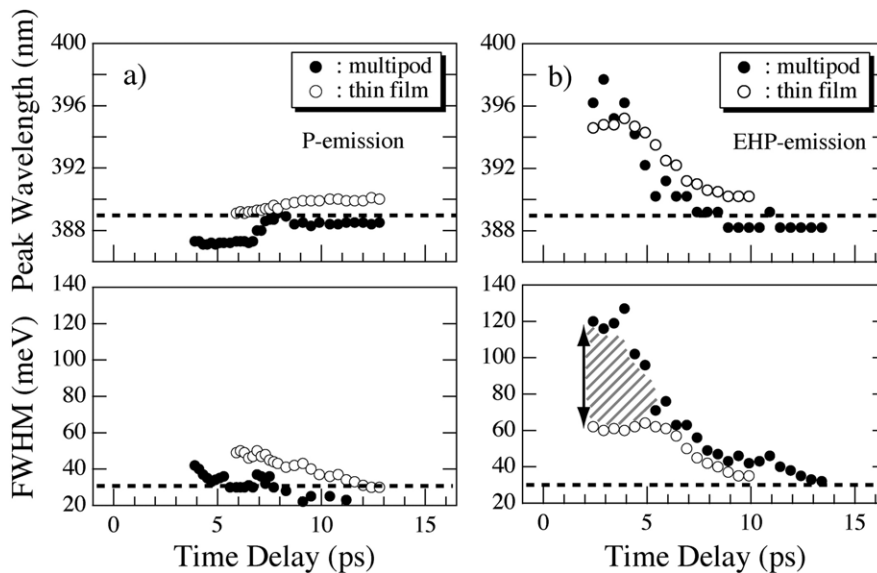 400
396
392
388
Peak Wavelength (nm)
a)
: multipod
: thin film
P-emission
400
396
392
388
b)
: multipod
: thin film
EHP-emission
140
120
100
80
60
40
20
FWHM (meV)
0
5
10
15
Time Delay (ps)
140
120
100
80
60
40
20
0
5
10
15
Time Delay (ps)